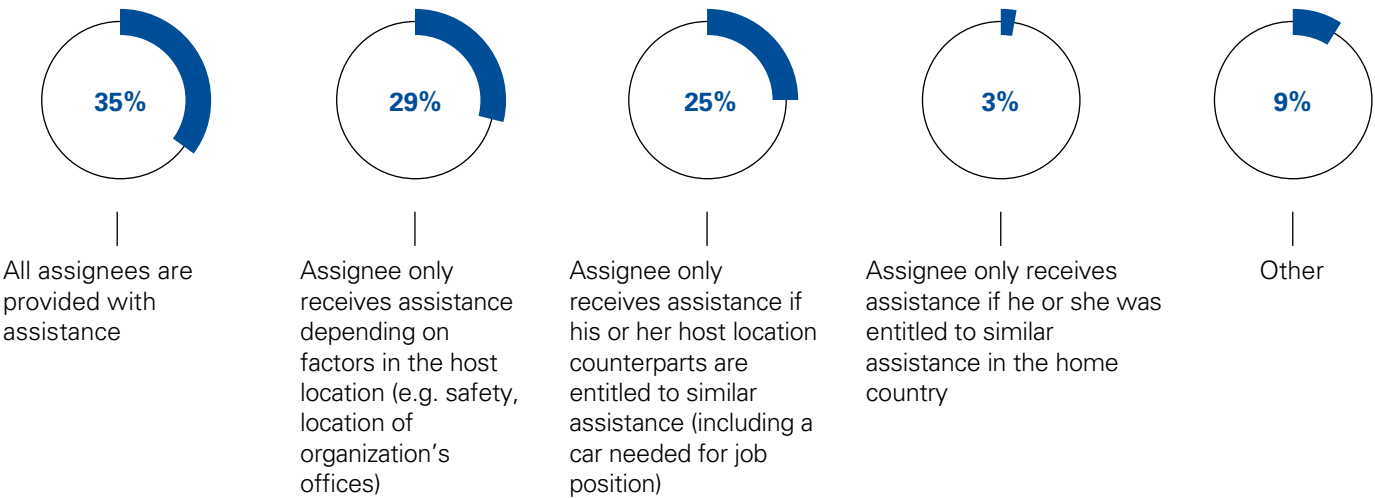 35%
29%
25%
3%
9%
All assignees are
provided with
assistance
Assignee only
receives assistance
depending on
factors in the host
location (e.g. safety,
location of
organization’s
offices)
Assignee only
receives assistance if
his or her host location
counterparts are
entitled to similar
assistance (including a
car needed for job
position)
Assignee only receives
assistance if he or she was
entitled to similar
assistance in the home
country
Other